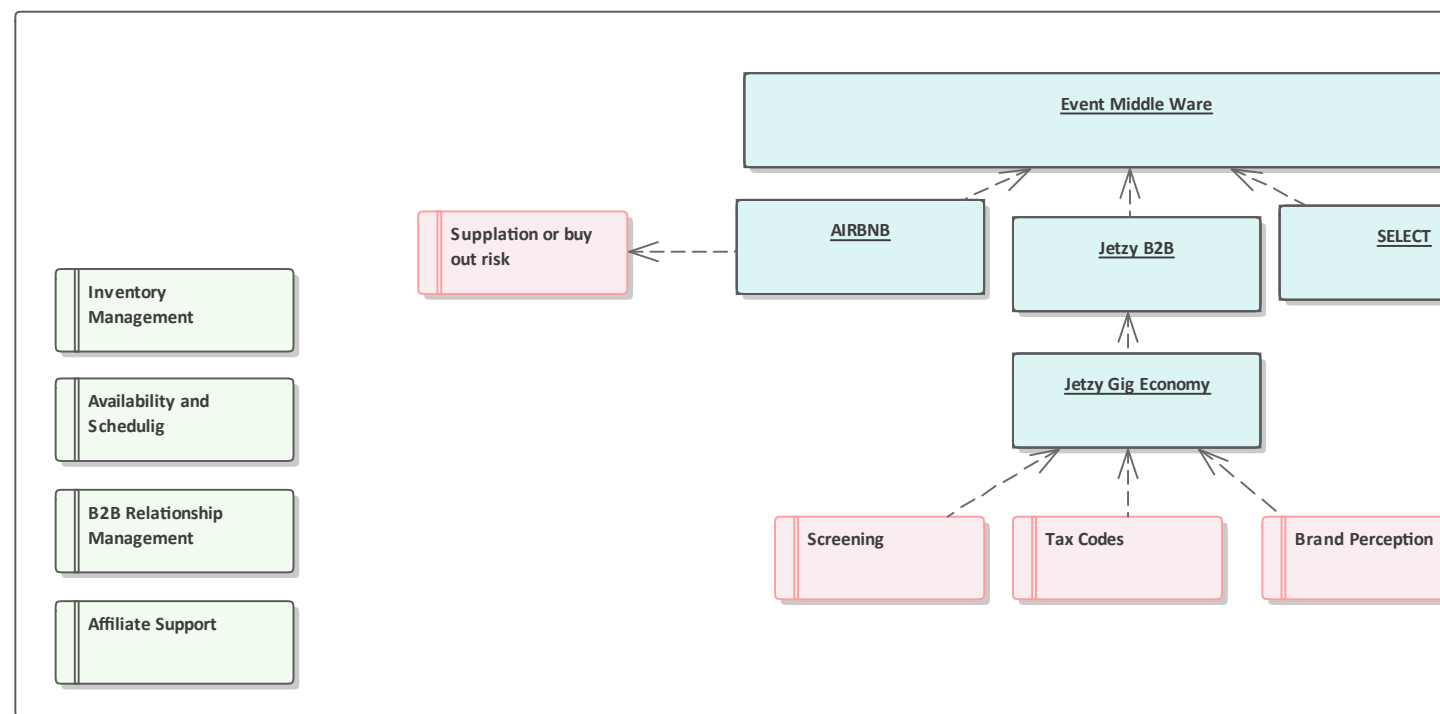 Event Middle Ware
Supplation or buy
out risk
AIRBNB
Jetzy B2B
SELECT
Inventory
Management
Jetzy Gig Economy
Availability and
Schedulig
B2B Relationship
Management
Screening
Tax Codes
Brand Perception
Affiliate Support